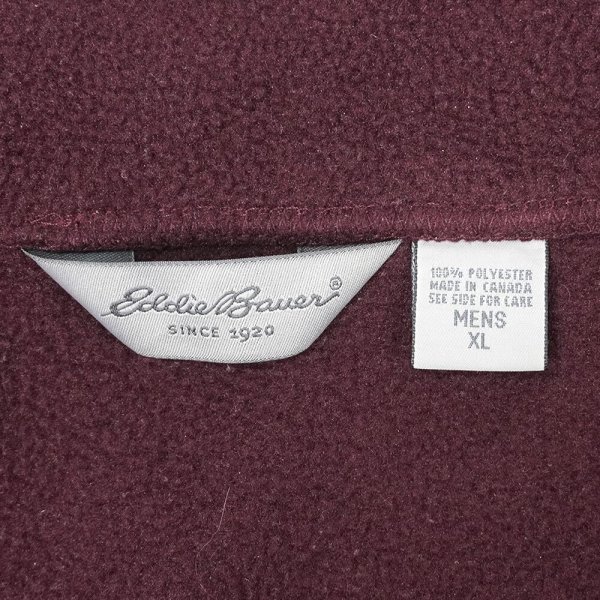 Eddie Bauer®
SINCE 1920
100% POLYESTER
MADE IN CANADA
SEE SIDE FOR CARE
MENS
XL